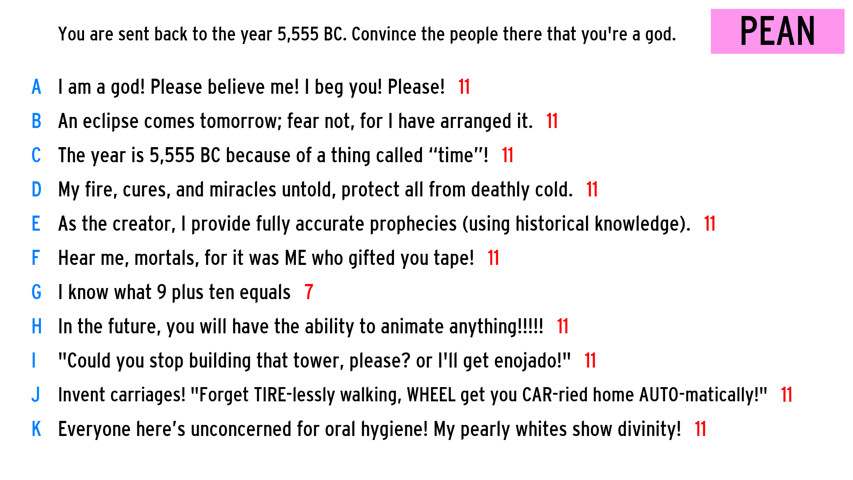 You are sent back to the year 5,555 BC. Convince the people there that you're a god.
PEAN
A I am a god! Please believe me! I beg you! Please! 11
B An eclipse comes tomorrow; fear not, for I have arranged it. 11
C The year is 5,555 BC because of a thing called “time”! 11
D My fire, cures, and miracles untold, protect all from deathly cold. 11
E As the creator, I provide fully accurate prophecies (using historical knowledge). 11
F Hear me, mortals, for it was ME who gifted you tape! 11
G I know what 9 plus ten equals 7
H In the future, you will have the ability to animate anything!!!!! 11
I "Could you stop building that tower, please? or I'll get enojado!" 11
J Invent carriages! "Forget TIRE-lessly walking, WHEEL get you CAR-ried home AUTO-matically!" 11
K Everyone here’s unconcerned for oral hygiene! My pearly whites show divinity! 11